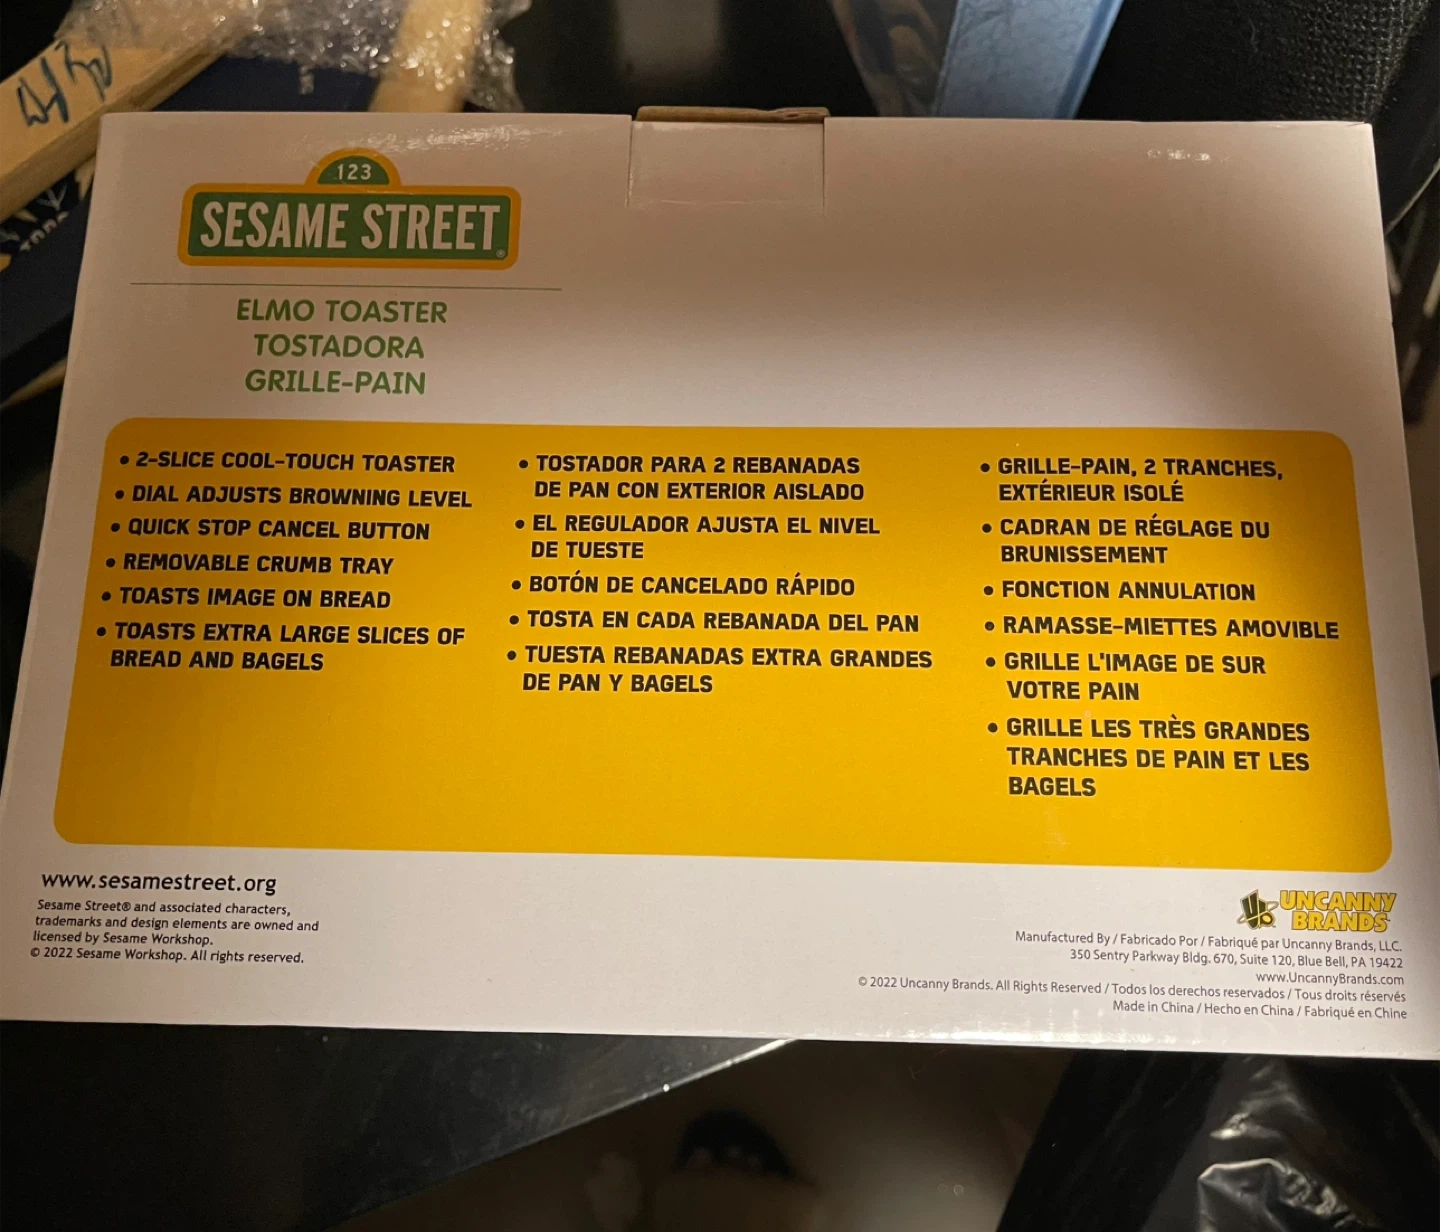 123
SESAME STREET®
ELMO TOASTER
TOSTADORA
GRILLE-PAIN
• 2-SLICE COOL-TOUCH TOASTER
• DIAL ADJUSTS BROWNING LEVEL
• QUICK STOP CANCEL BUTTON
• REMOVABLE CRUMB TRAY
• TOASTS IMAGE ON BREAD
• TOASTS EXTRA LARGE SLICES OF
BREAD AND BAGELS
• TOSTADOR PARA 2 REBANADAS
DE PAN CON EXTERIOR AISLADO
• EL REGULADOR AJUSTA EL NIVEL
DE TUESTE
• BOTÓN DE CANCELADO RÁPIDO
• TOSTA EN CADA REBANADA DEL PAN
• TUESTA REBANADAS EXTRA GRANDES
DE PAN Y BAGELS
• GRILLE-PAIN, 2 TRANCHES,
EXTÉRIEUR ISOLÉ
• CADRAN DE RÉGLAGE DU
BRUNISSEMENT
• FONCTION ANNULATION
• RAMASSE-MIETTES AMOVIBLE
• GRILLE L'IMAGE DE SUR
VOTRE PAIN
• GRILLE LES TRÈS GRANDES
TRANCHES DE PAIN ET LES
BAGELS
www.sesamestreet.org
Sesame Street® and associated characters,
trademarks and design elements are owned and
licensed by Sesame Workshop.
© 2022 Sesame Workshop. All rights reserved.
UNCANNY
BRANDS
Manufactured By / Fabricado Por / Fabriqué par Uncanny Brands, LLC.
350 Sentry Parkway Bldg. 670, Suite 120, Blue Bell, PA 19422
www.UncannyBrands.com
© 2022 Uncanny Brands. All Rights Reserved / Todos los derechos reservados / Tous droits réservés
Made in China / Hecho en China / Fabriqué en Chine